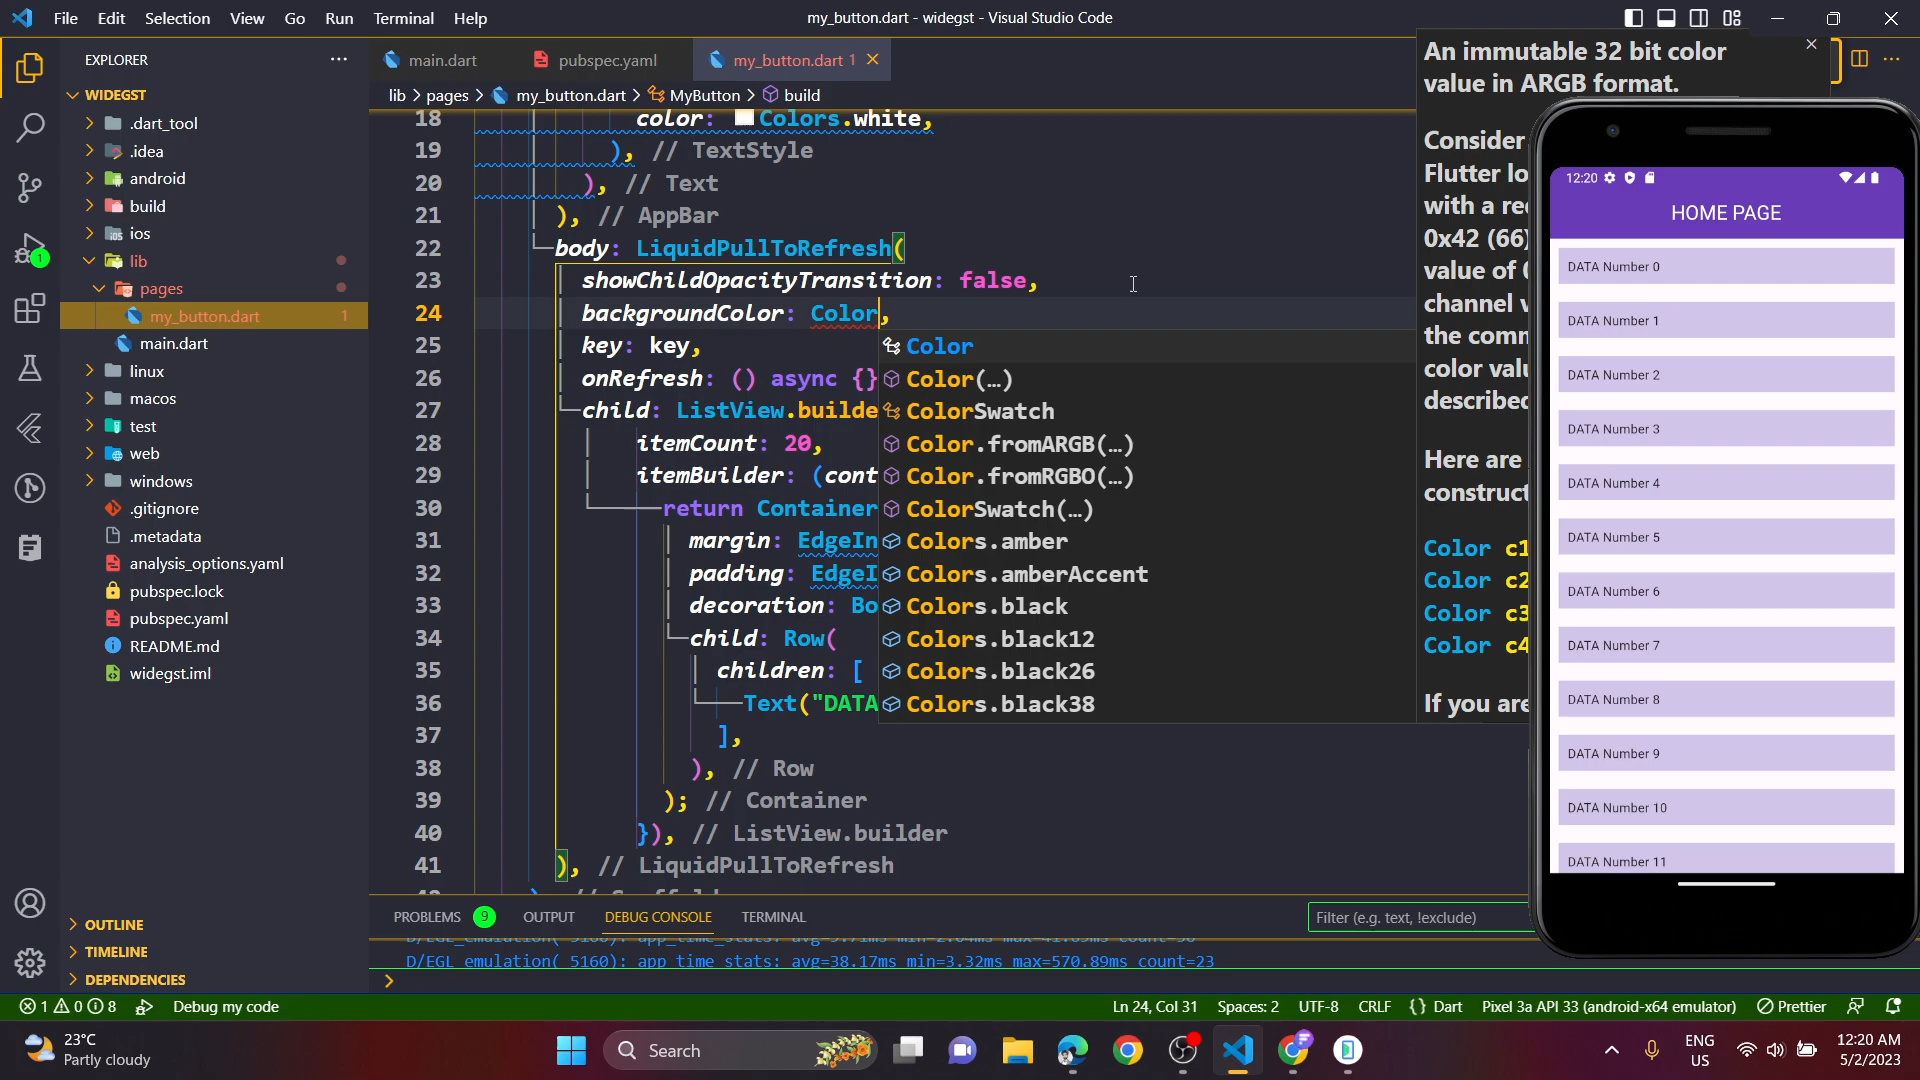 File Edit Selection View Go Run Terminal Help
my_button.dart - widegst - Visual Studio Code
EXPLORER
WIDEGST
.dart_tool
.idea
android
build
ios
lib
pages
my_button.dart 1
main.dart
linux
macos
test
web
windows
.gitignore
.metadata
analysis_options.yaml
pubspec.lock
pubspec.yaml
README.md
widegst.iml
OUTLINE
TIMELINE
DEPENDENCIES
main.dart pubspec.yaml my_button.dart 1
lib > pages > my_button.dart > MyButton > build
18 color: Colors.white,
19 ), // TextStyle
20 ), // Text
21 ), // AppBar
22 body: LiquidPullToRefresh(
23 showChildOpacityTransition: false,
24 backgroundColor: Color,
25 key: key,
26 onRefresh: () async {}
27 child: ListView.builde
28 itemCount: 20,
29 itemBuilder: (cont
30 return Container
31 margin: EdgeIn
32 padding: EdgeI
33 decoration: Bo
34 child: Row(
35 children: [
36 Text("DATA
37 ],
38 ), // Row
39 ); // Container
40 }), // ListView.builder
41 ), // LiquidPullToRefresh
Color
Color(…)
ColorSwatch
Color.fromARGB(…)
Color.fromRGBO(…)
ColorSwatch(…)
Colors.amber
Colors.amberAccent
Colors.black
Colors.black12
Colors.black26
Colors.black38
An immutable 32 bit color
value in ARGB format.
Consider
Flutter lo
with a re
0x42 (66)
value of
channel v
the comm
color valu
described
Here are
construct
Color c1
Color c2
Color c3
Color c4
If you are
12:20
HOME PAGE
DATA Number 0
DATA Number 1
DATA Number 2
DATA Number 3
DATA Number 4
DATA Number 5
DATA Number 6
DATA Number 7
DATA Number 8
DATA Number 9
DATA Number 10
DATA Number 11
PROBLEMS 9 OUTPUT DEBUG CONSOLE TERMINAL
Filter (e.g. text, !exclude)
D/EGL_emulation( 5160): app_time_stats: avg=38.17ms min=3.32ms max=570.89ms count=23
1 0 8 Debug my code
Ln 24, Col 31 Spaces: 2 UTF-8 CRLF {} Dart Pixel 3a API 33 (android-x64 emulator) Prettier
23°C
Partly cloudy
Search
ENG
US
12:20 AM
5/2/2023